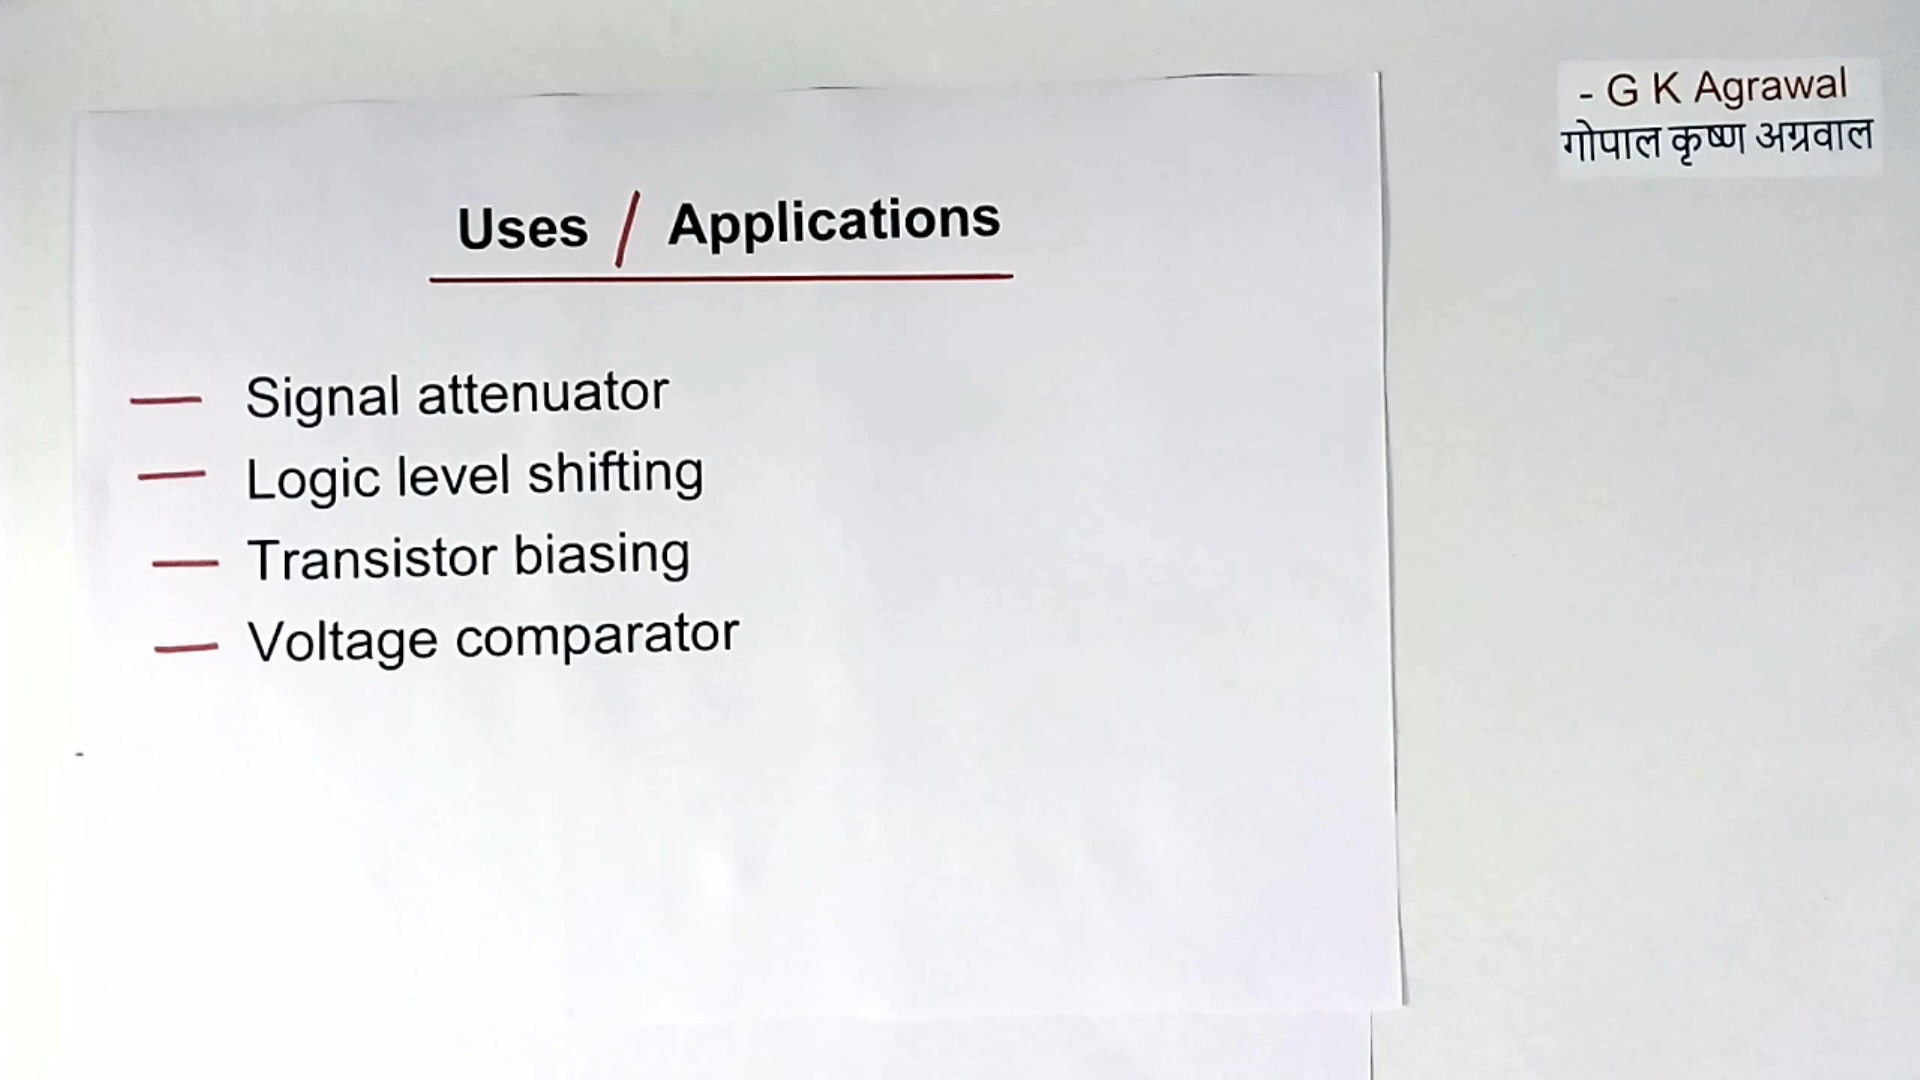 - G K Agrawal
गोपाल कृष्ण अग्रवाल
Uses / Applications
— Signal attenuator
— Logic level shifting
— Transistor biasing
— Voltage comparator